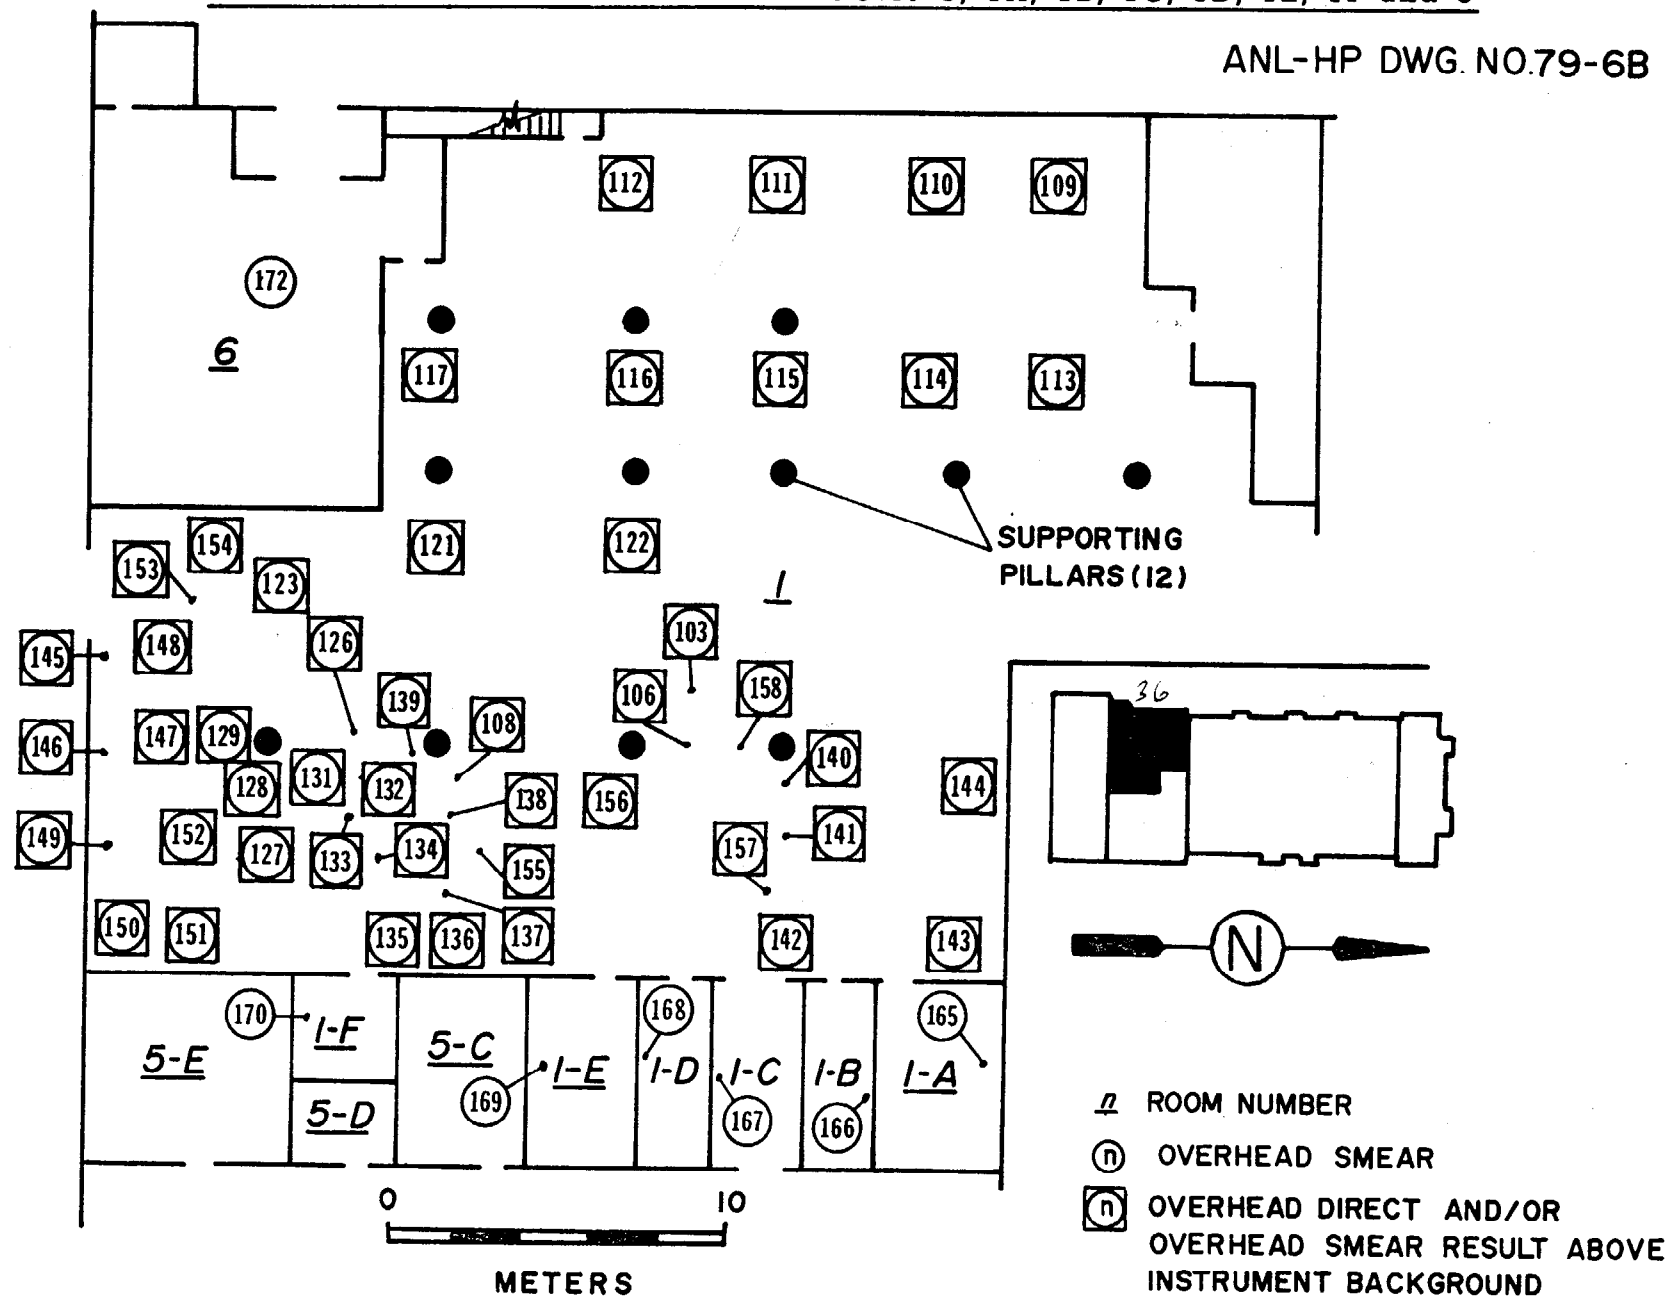 ANL-HP DWG. NO. 79-6B
112 111 110 109
172
6
117 116 115 114 113
154 121 122
153
123
SUPPORTING
PILLARS (12)
1
103
145 148 126
139 106 158
108
147 129
146 140
131
128 132 138 156 144
152 141
149 127 133 134 157
155
150 151 135 136 137 142 143
36
N
170 168 165
1-F
5-E 5-C 1-E 1-D 1-C 1-B 1-A
169
5-D 167 166
n ROOM NUMBER
n OVERHEAD SMEAR
n OVERHEAD DIRECT AND/OR
OVERHEAD SMEAR RESULT ABOVE
INSTRUMENT BACKGROUND
0 10
METERS